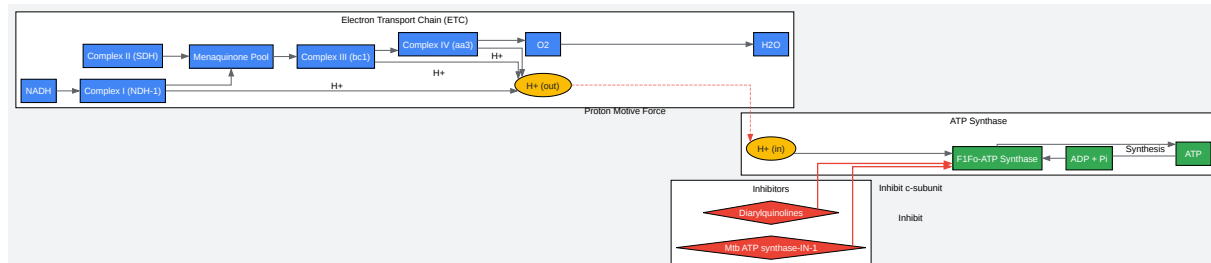 Electron Transport Chain (ETC)
Complex IV (aa3)
O2
H2O
Complex II (SDH)
Menaquinone Pool
Complex III (bc1)
H+
H+
NADH
Complex I (NDH-1)
H+
H+ (out)
Proton Motive Force
ATP Synthase
H+ (in)
F1Fo-ATP Synthase
ADP + Pi
Synthesis
ATP
Inhibitors
Inhibit c-subunit
Diarylquinolines
Inhibit
Mtb ATP synthase-IN-1